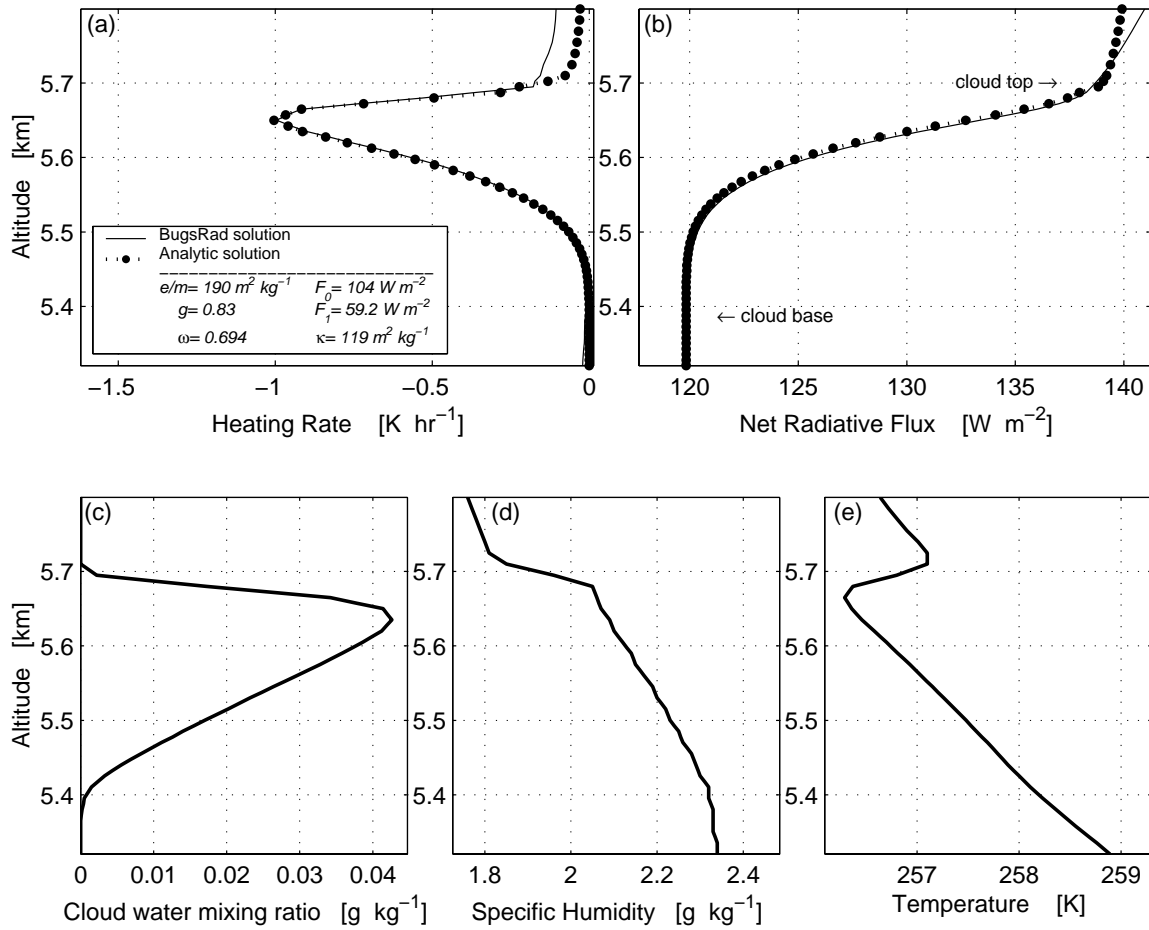 (a)
5.7
5.6
5.5
5.4
Altitude [km]
BugsRad solution
Analytic solution
e/m= 190 m² kg⁻¹ F₀= 104 W m⁻²
g= 0.83 F₁= 59.2 W m⁻²
ω= 0.694 κ= 119 m² kg⁻¹
−1.5 −1 −0.5 0
Heating Rate [K hr⁻¹]
(b)
5.7
5.6
5.5
5.4
cloud top →
← cloud base
120 125 130 135 140
Net Radiative Flux [W m⁻²]
(c)
5.7
5.6
5.5
5.4
Altitude [km]
0 0.01 0.02 0.03 0.04
Cloud water mixing ratio [g kg⁻¹]
(d)
5.7
5.6
5.5
5.4
1.8 2 2.2 2.4
Specific Humidity [g kg⁻¹]
(e)
5.7
5.6
5.5
5.4
257 258 259
Temperature [K]